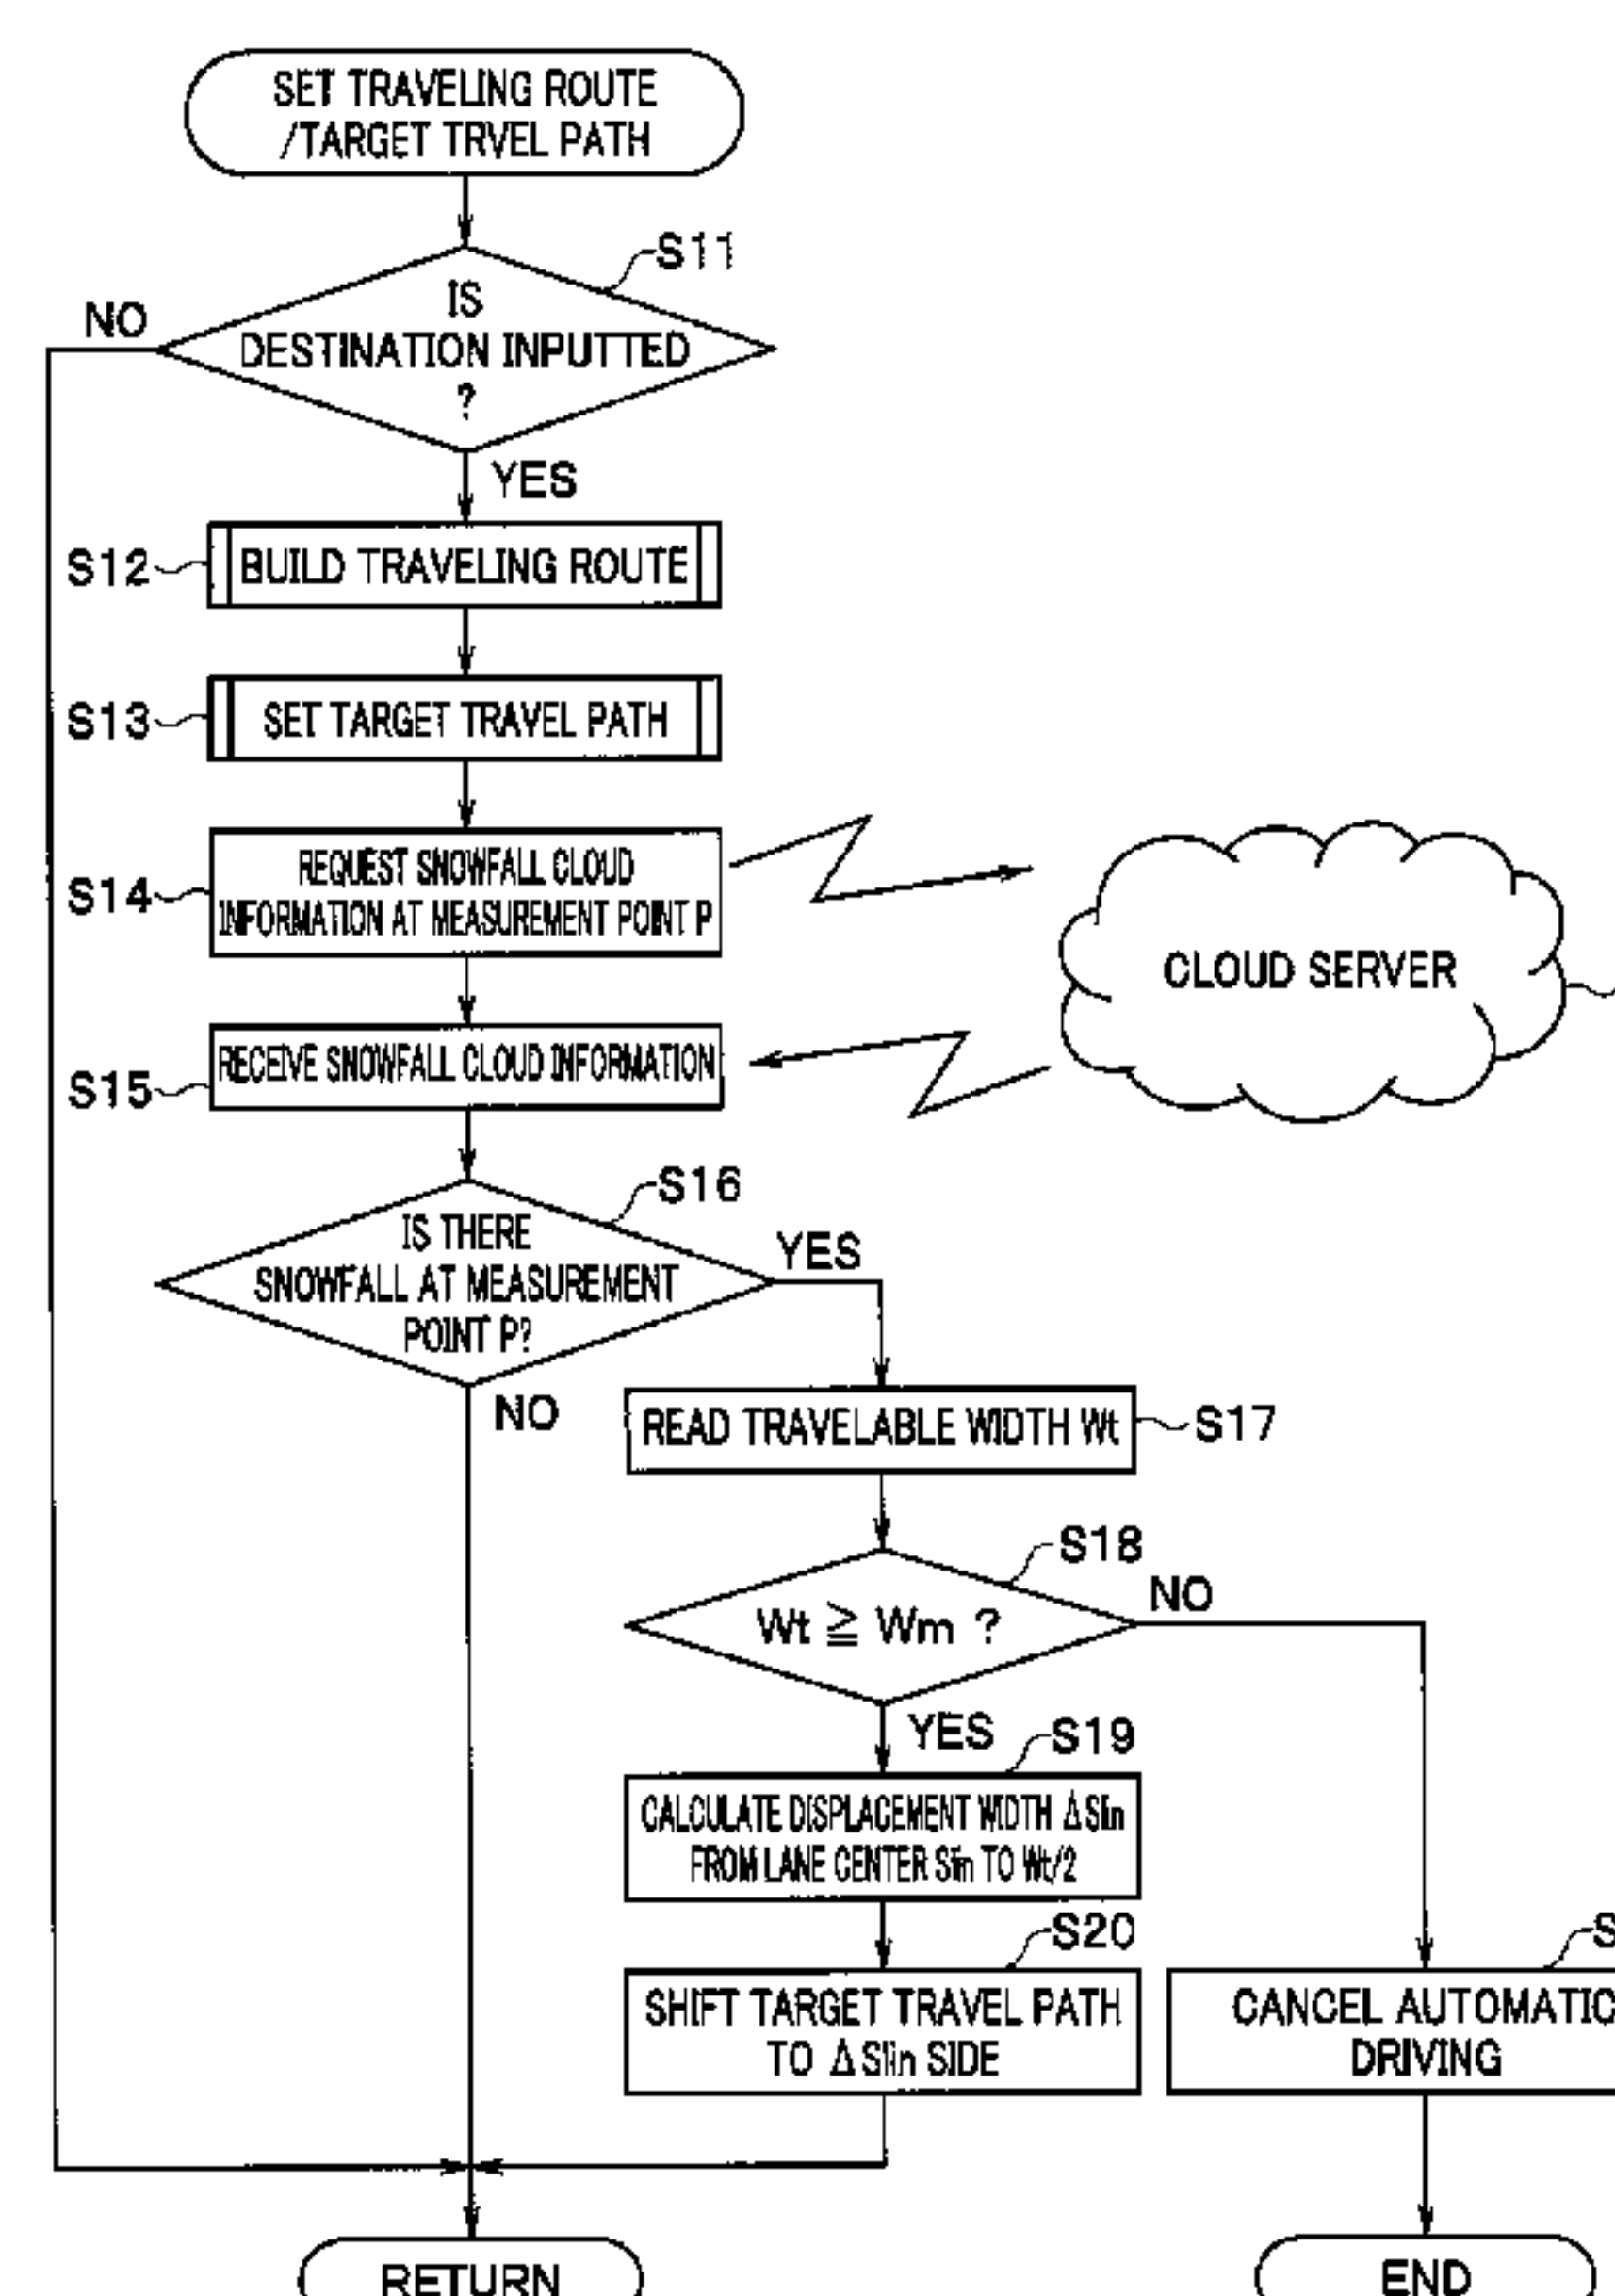 SET TRAVELING ROUTE
/TARGET TRVEL PATH
S11
IS
DESTINATION INPUTTED
?
NO
YES
S12
BUILD TRAVELING ROUTE
S13
SET TARGET TRAVEL PATH
S14
REQUEST SNOWFALL CLOUD
INFORMATION AT MEASUREMENT POINT P
CLOUD SERVER
S15
RECEIVE SNOWFALL CLOUD INFORMATION
S16
IS THERE
SNOWFALL AT MEASUREMENT
POINT P?
YES
NO
READ TRAVELABLE WIDTH Wt
S17
S18
Wt ≧ Wm ?
NO
YES
S19
CALCULATE DISPLACEMENT WIDTH ΔSlin
FROM LANE CENTER Slin TO Wt/2
S20
SHIFT TARGET TRAVEL PATH
TO ΔSlin SIDE
CANCEL AUTOMATIC
DRIVING
RETURN
END